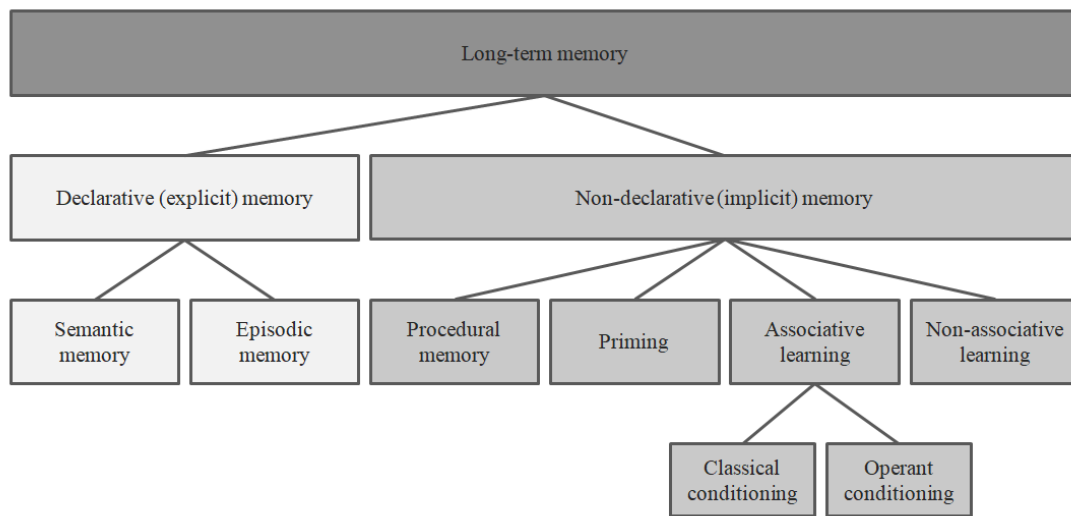 Long-term memory
Declarative (explicit) memory
Non-declarative (implicit) memory
Semantic
memory
Episodic
memory
Procedural
memory
Priming
Associative
learning
Non-associative
learning
Classical
conditioning
Operant
conditioning